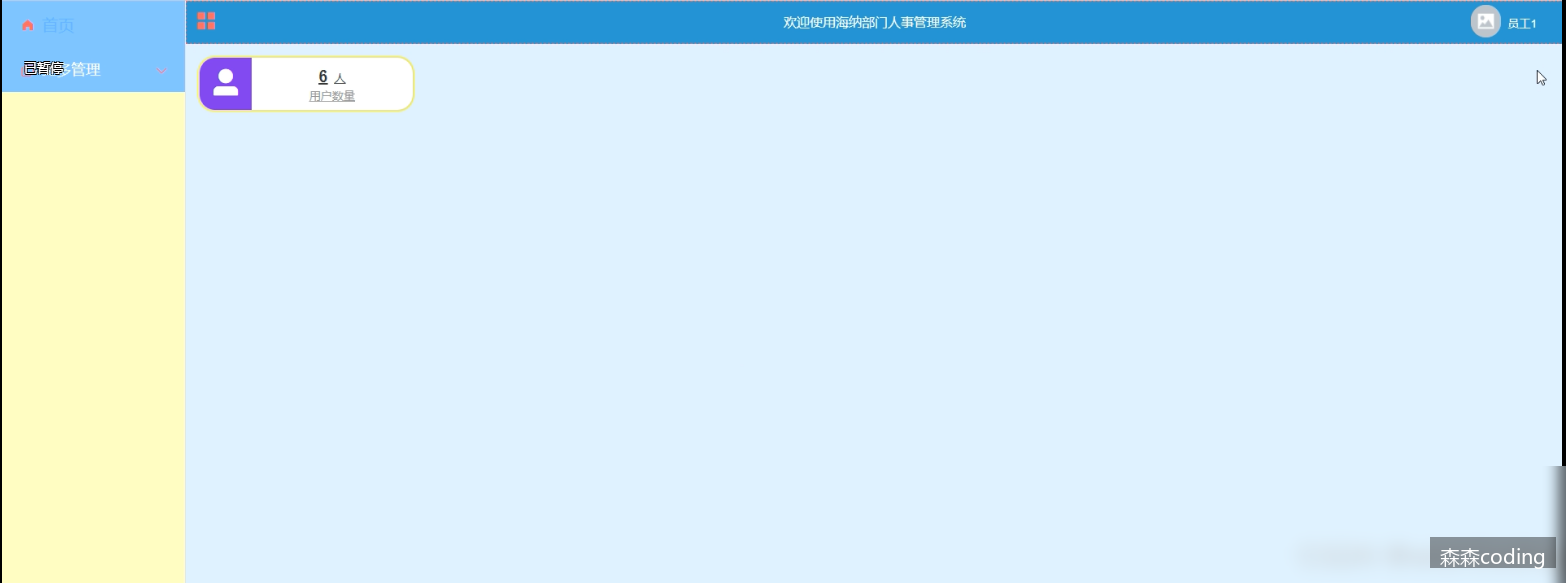 首页
欢迎使用海纳部门人事管理系统
员工1
已暂停
管理
6 人
用户数量
森森coding